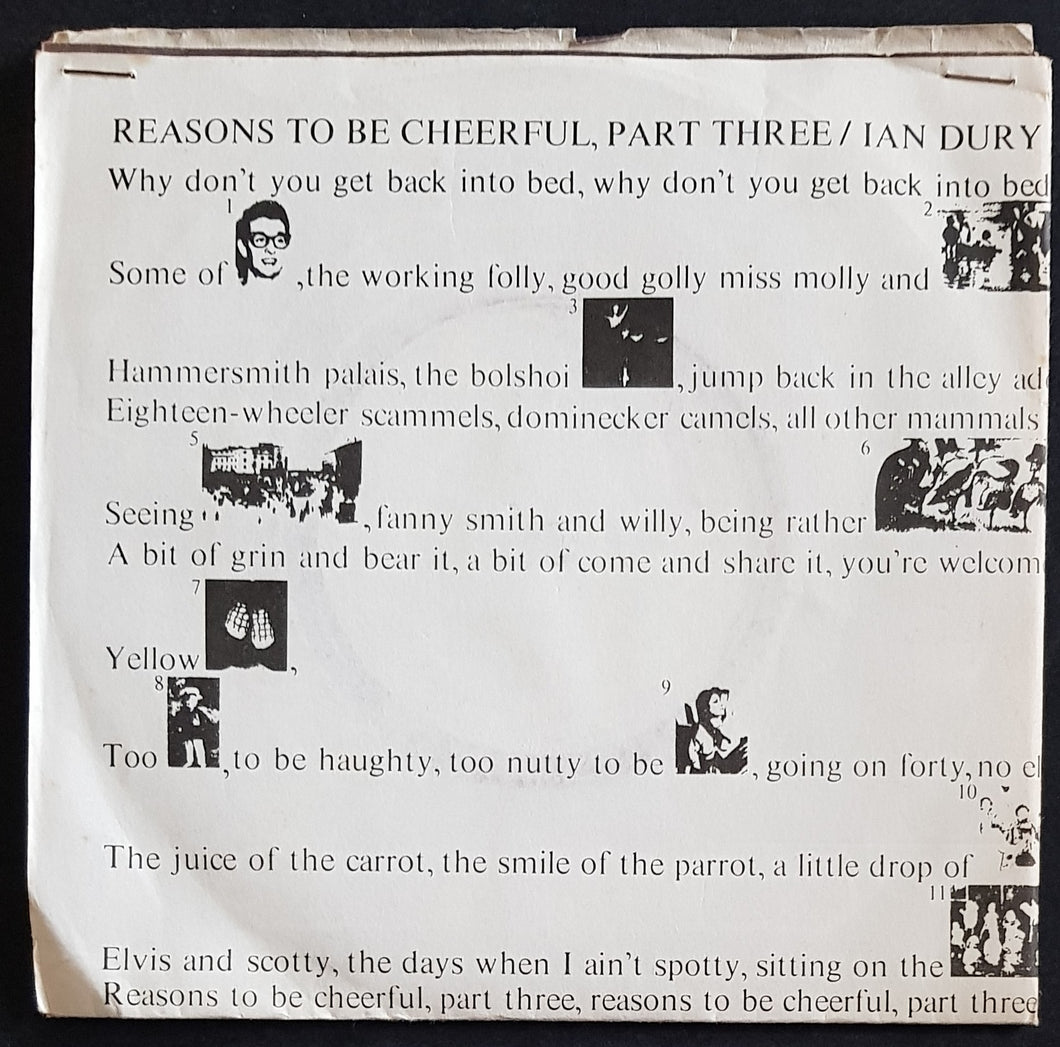 REASONS TO BE CHEERFUL, PART THREE / IAN DURY
Why don't you get back into bed, why don't you get back into bed
1
2
Some of ,the working folly, good golly miss molly and
3
Hammersmith palais, the bolshoi , jump back in the alley ad
Eighteen-wheeler scammels, dominecker camels, all other mammals
5
6
Seeing , fanny smith and willy, being rather
A bit of grin and bear it, a bit of come and share it, you're welcom
7
Yellow ,
8
9
Too ,to be haughty, too nutty to be , going on forty, no el
10
The juice of the carrot, the smile of the parrot, a little drop of
11
Elvis and scotty, the days when I ain't spotty, sitting on the
Reasons to be cheerful, part three, reasons to be cheerful, part three